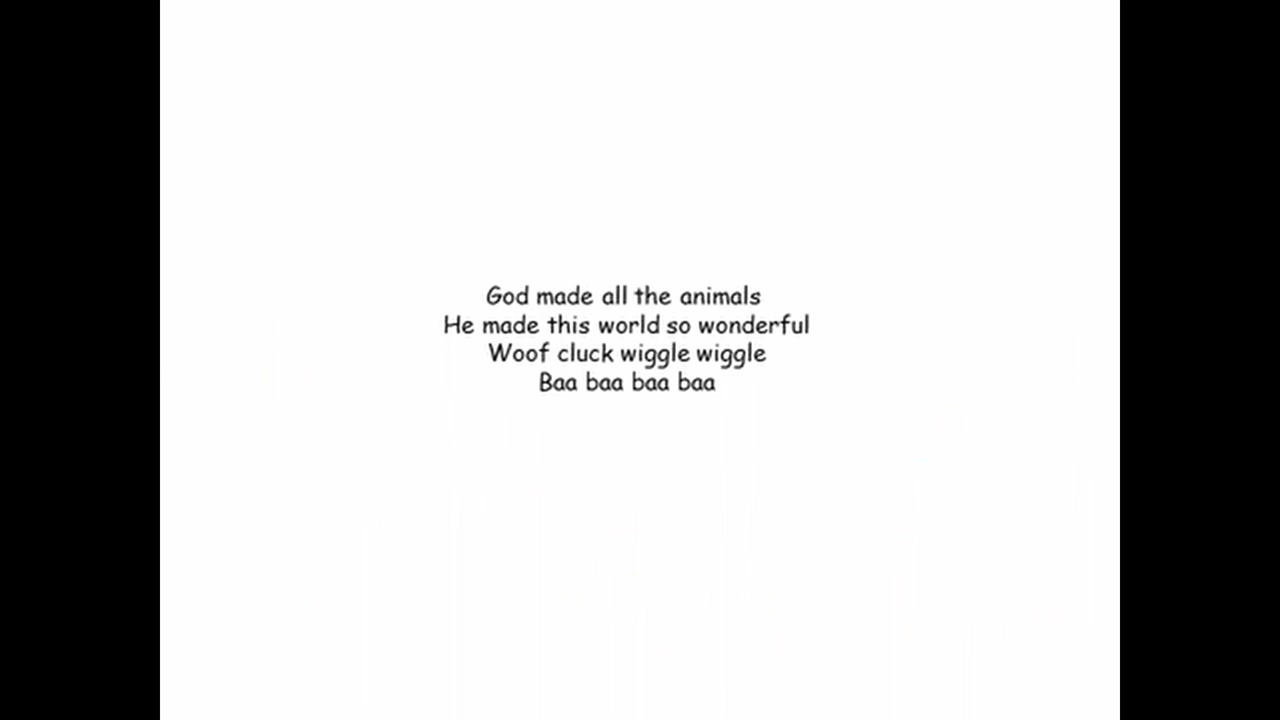 God made all the animals
He made this world so wonderful
Woof cluck wiggle wiggle
Baa baa baa baa